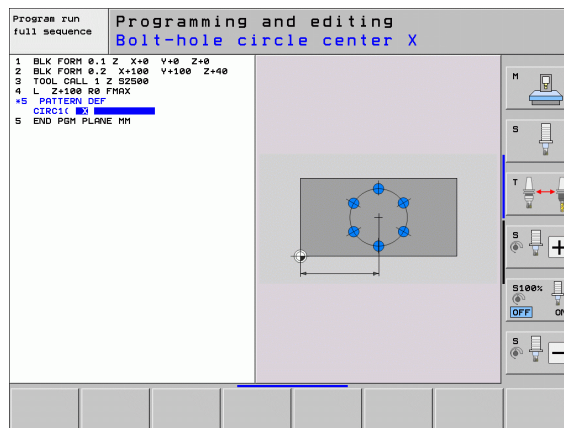 Program run
full sequence
Programming and editing
Bolt-hole circle center X
1 BLK FORM 0.1 Z X+0 Y+0 Z+0
2 BLK FORM 0.2 X+100 Y+100 Z+40
3 TOOL CALL 1 Z S2500
4 L Z+100 R0 FMAX
*5 PATTERN DEF
CIRC1( X
5 END PGM PLANE MM
M
S
T
S
+
S100%
OFF ON
S
-